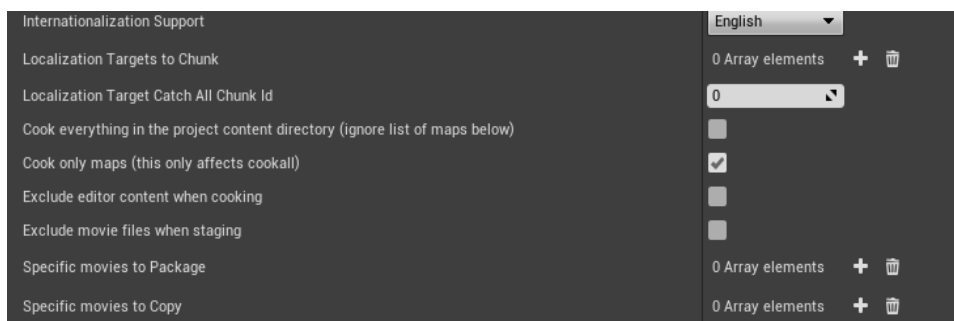 Internationalization Support English
Localization Targets to Chunk 0 Array elements
Localization Target Catch All Chunk Id 0
Cook everything in the project content directory (ignore list of maps below)
Cook only maps (this only affects cookall)
Exclude editor content when cooking
Exclude movie files when staging
Specific movies to Package 0 Array elements
Specific movies to Copy 0 Array elements